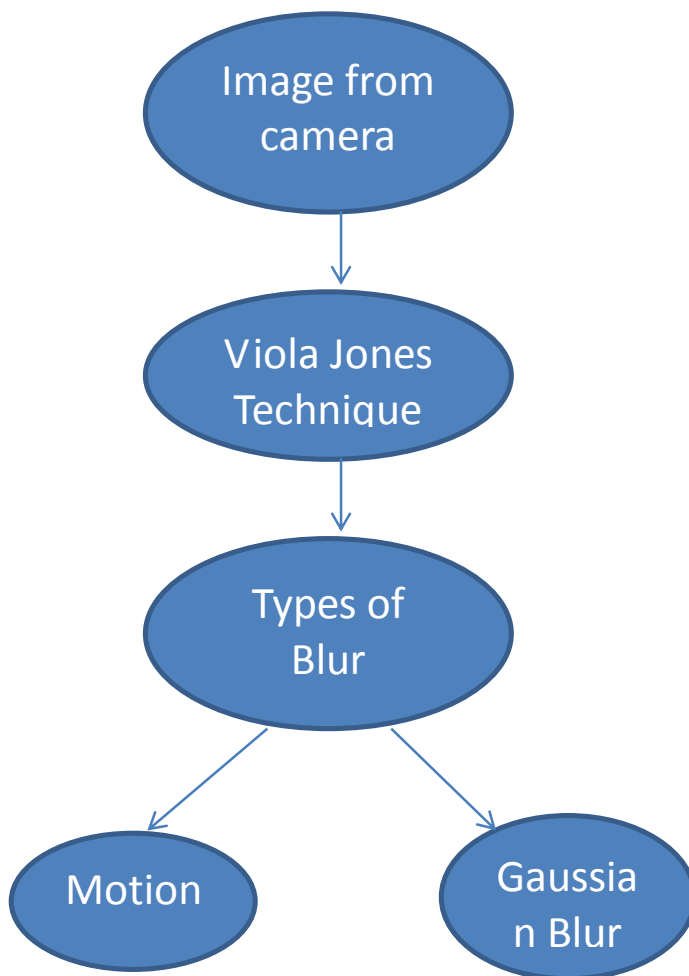 Image from
camera
Viola Jones
Technique
Types of
Blur
Motion
Gaussia
n Blur